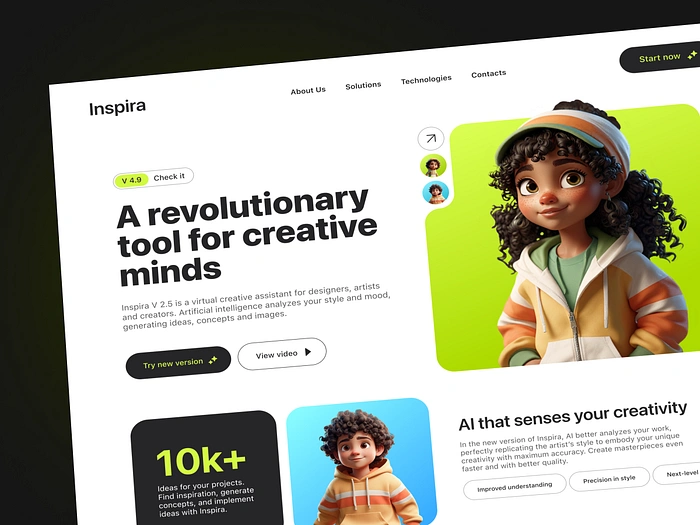 Inspira
About Us
Solutions
Technologies
Contacts
Start now
V 4.9 Check it
A revolutionary
tool for creative
minds
Inspira V 2.5 is a virtual creative assistant for designers, artists
and creators. Artificial intelligence analyzes your style and mood,
generating ideas, concepts and images.
Try new version
View video
10k+
Ideas for your projects.
Find inspiration, generate
concepts, and implement
ideas with Inspira.
AI that senses your creativity
In the new version of Inspira, AI better analyzes your work,
perfectly replicating the artist's style to embody your unique
creativity with maximum accuracy. Create masterpieces even
faster and with better quality.
Improved understanding
Precision in style
Next-level